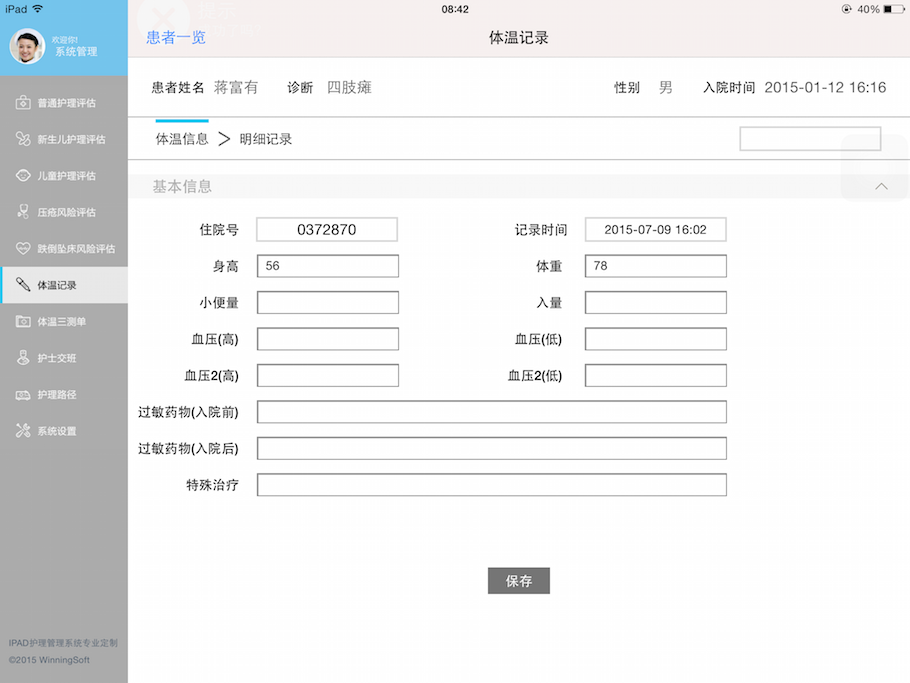 iPad 08:42 40%
欢迎您!
系统管理
患者一览 体温记录
患者姓名 蒋富有 诊断 四肢瘫 性别 男 入院时间 2015-01-12 16:16
体温信息 > 明细记录
基本信息
住院号 0372870 记录时间 2015-07-09 16:02
身高 56 体重 78
小便量 入量
血压(高) 血压(低)
血压2(高) 血压2(低)
过敏药物(入院前)
过敏药物(入院后)
特殊治疗
保存
普通护理评估
新生儿护理评估
儿童护理评估
压疮风险评估
跌倒坠床风险评估
体温记录
体温三测单
护士交班
护理路径
系统设置
IPAD护理管理系统专业定制
©2015 WinningSoft